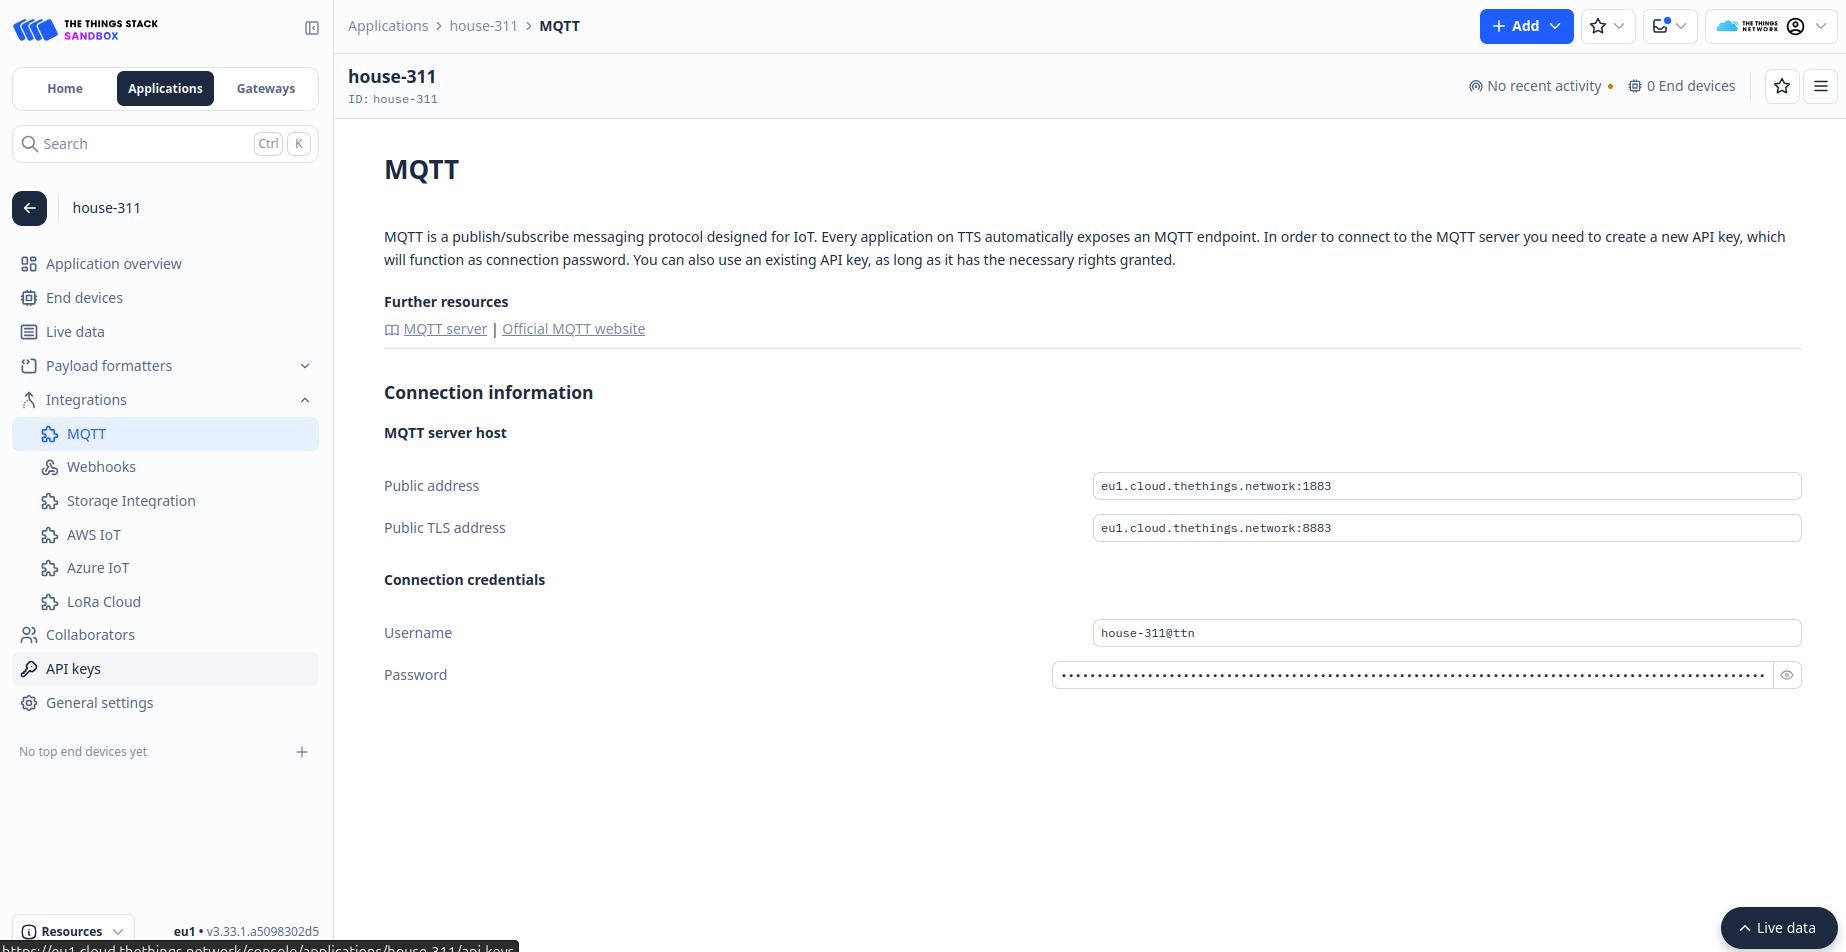 THE THINGS STACK
SANDBOX
Home
Applications
Gateways
Search
Ctrl
K
house-311
Application overview
End devices
Live data
Payload formatters
Integrations
MQTT
Webhooks
Storage Integration
AWS IoT
Azure IoT
LoRa Cloud
Collaborators
API keys
General settings
No top end devices yet
Resources
eu1 • v3.33.1.a5098302d5
https://eu1.cloud.thethings.network/console/applications/house-311/api-keys
Applications > house-311 > MQTT
Add
THE THINGS
NETWORK
house-311
ID: house-311
No recent activity
0 End devices
MQTT
MQTT is a publish/subscribe messaging protocol designed for IoT. Every application on TTS automatically exposes an MQTT endpoint. In order to connect to the MQTT server you need to create a new API key, which
will function as connection password. You can also use an existing API key, as long as it has the necessary rights granted.
Further resources
MQTT server | Official MQTT website
Connection information
MQTT server host
Public address
eu1.cloud.thethings.network:1883
Public TLS address
eu1.cloud.thethings.network:8883
Connection credentials
Username
house-311@ttn
Password
Live data